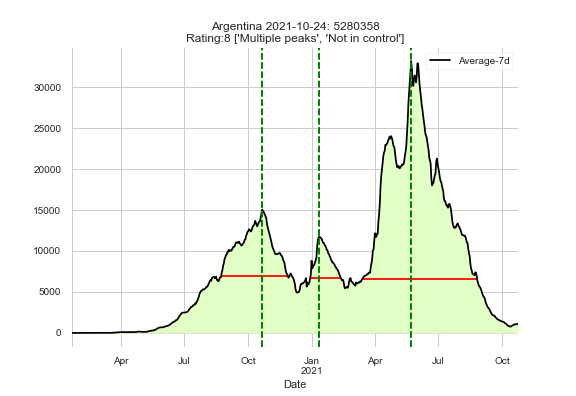 Argentina 2021-10-24: 5280358
Rating:8 ['Multiple peaks', 'Not in control']
Average-7d
30000
25000
20000
15000
10000
5000
0
Apr Jul Oct Jan Apr Jul Oct
2021
Date